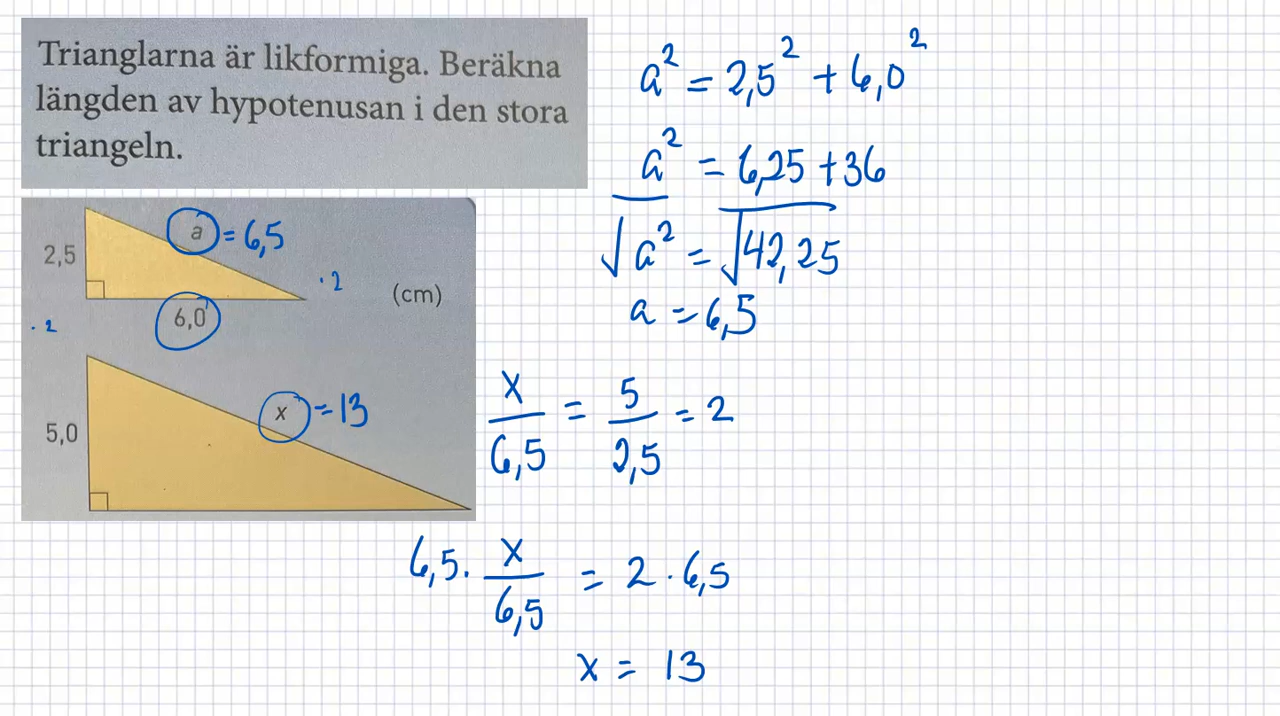 Trianglarna är likformiga. Beräkna
längden av hypotenusan i den stora
triangeln.
2,5
a = 6,5
· 2
(cm)
6,0
· 2
5,0
x = 13
a² = 2,5² + 6,0²
a² = 6,25 + 36
√a² = √42,25
a = 6,5
x/6,5 = 5/2,5 = 2
6,5 · x/6,5 = 2 · 6,5
x = 13